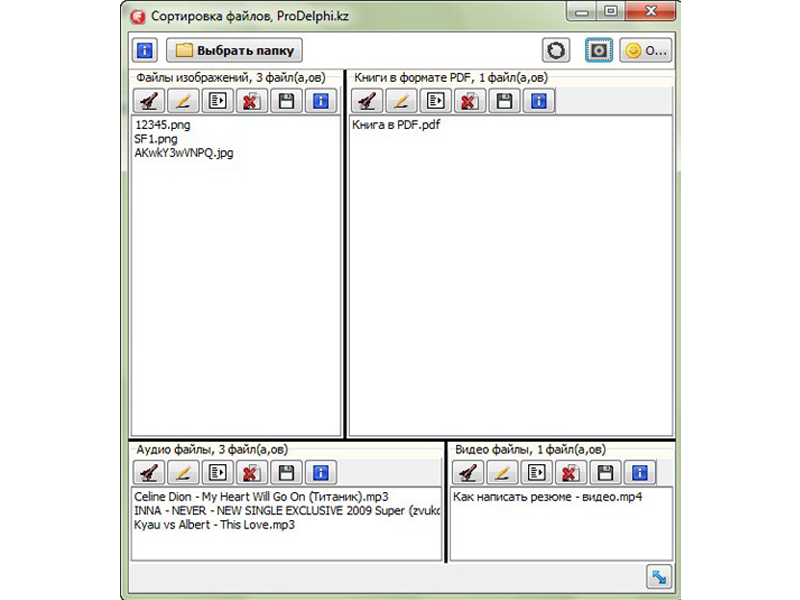 Сортировка файлов, ProDelphi.kz
Выбрать папку
О...
Файлы изображений, 3 файл(а,ов)
12345.png
SF1.png
AKwkY3wVNPQ.jpg
Книги в формате PDF, 1 файл(а,ов)
Книга в PDF.pdf
Аудио файлы, 3 файл(а,ов)
Celine Dion - My Heart Will Go On (Титаник).mp3
INNA - NEVER - NEW SINGLE EXCLUSIVE 2009 Super (zvukc
Kyau vs Albert - This Love.mp3
Видео файлы, 1 файл(а,ов)
Как написать резюме - видео.mp4